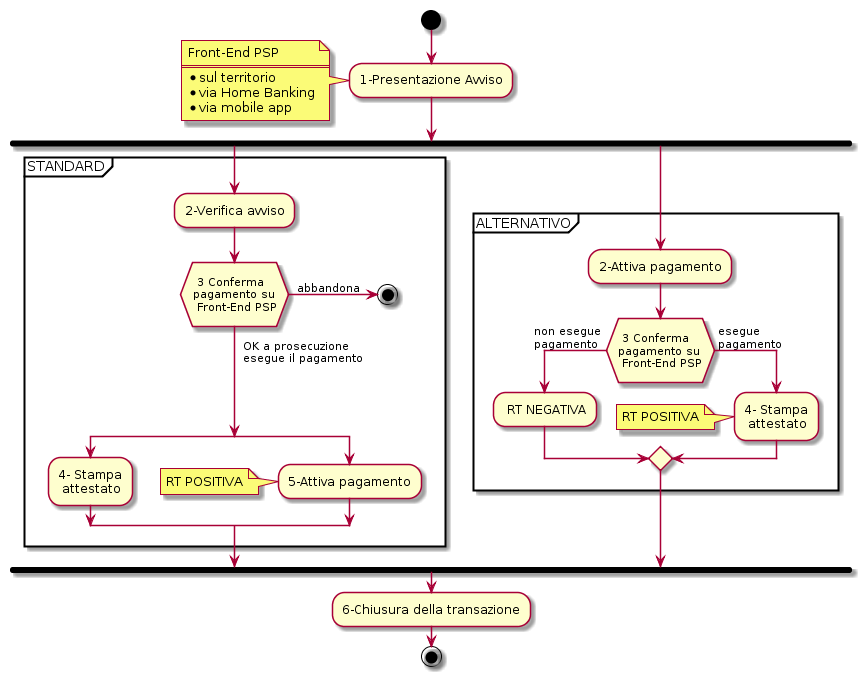 Front-End PSP
• sul territorio
• via Home Banking
• via mobile app
1-Presentazione Avviso
STANDARD
2-Verifica avviso
3 Conferma
pagamento su
Front-End PSP
abbandona
OK a prosecuzione
esegue il pagamento
4- Stampa
attestato
RT POSITIVA
5-Attiva pagamento
ALTERNATIVO
2-Attiva pagamento
non esegue
pagamento
3 Conferma
pagamento su
Front-End PSP
esegue
pagamento
RT NEGATIVA
RT POSITIVA
4- Stampa
attestato
6-Chiusura della transazione